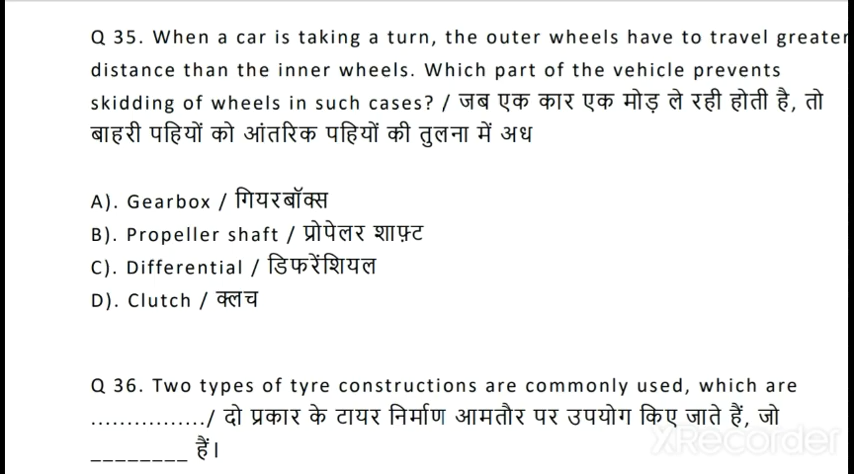 Q 35. When a car is taking a turn, the outer wheels have to travel greater
distance than the inner wheels. Which part of the vehicle prevents
skidding of wheels in such cases? / जब एक कार एक मोड़ ले रही होती है, तो
बाहरी पहियों को आंतरिक पहियों की तुलना में अध
A). Gearbox / गियरबॉक्स
B). Propeller shaft / प्रोपेलर शाफ़्ट
C). Differential / डिफरेंशियल
D). Clutch / क्लच
Q 36. Two types of tyre constructions are commonly used, which are
................/ दो प्रकार के टायर निर्माण आमतौर पर उपयोग किए जाते हैं, जो
________ हैं।
XRecorder